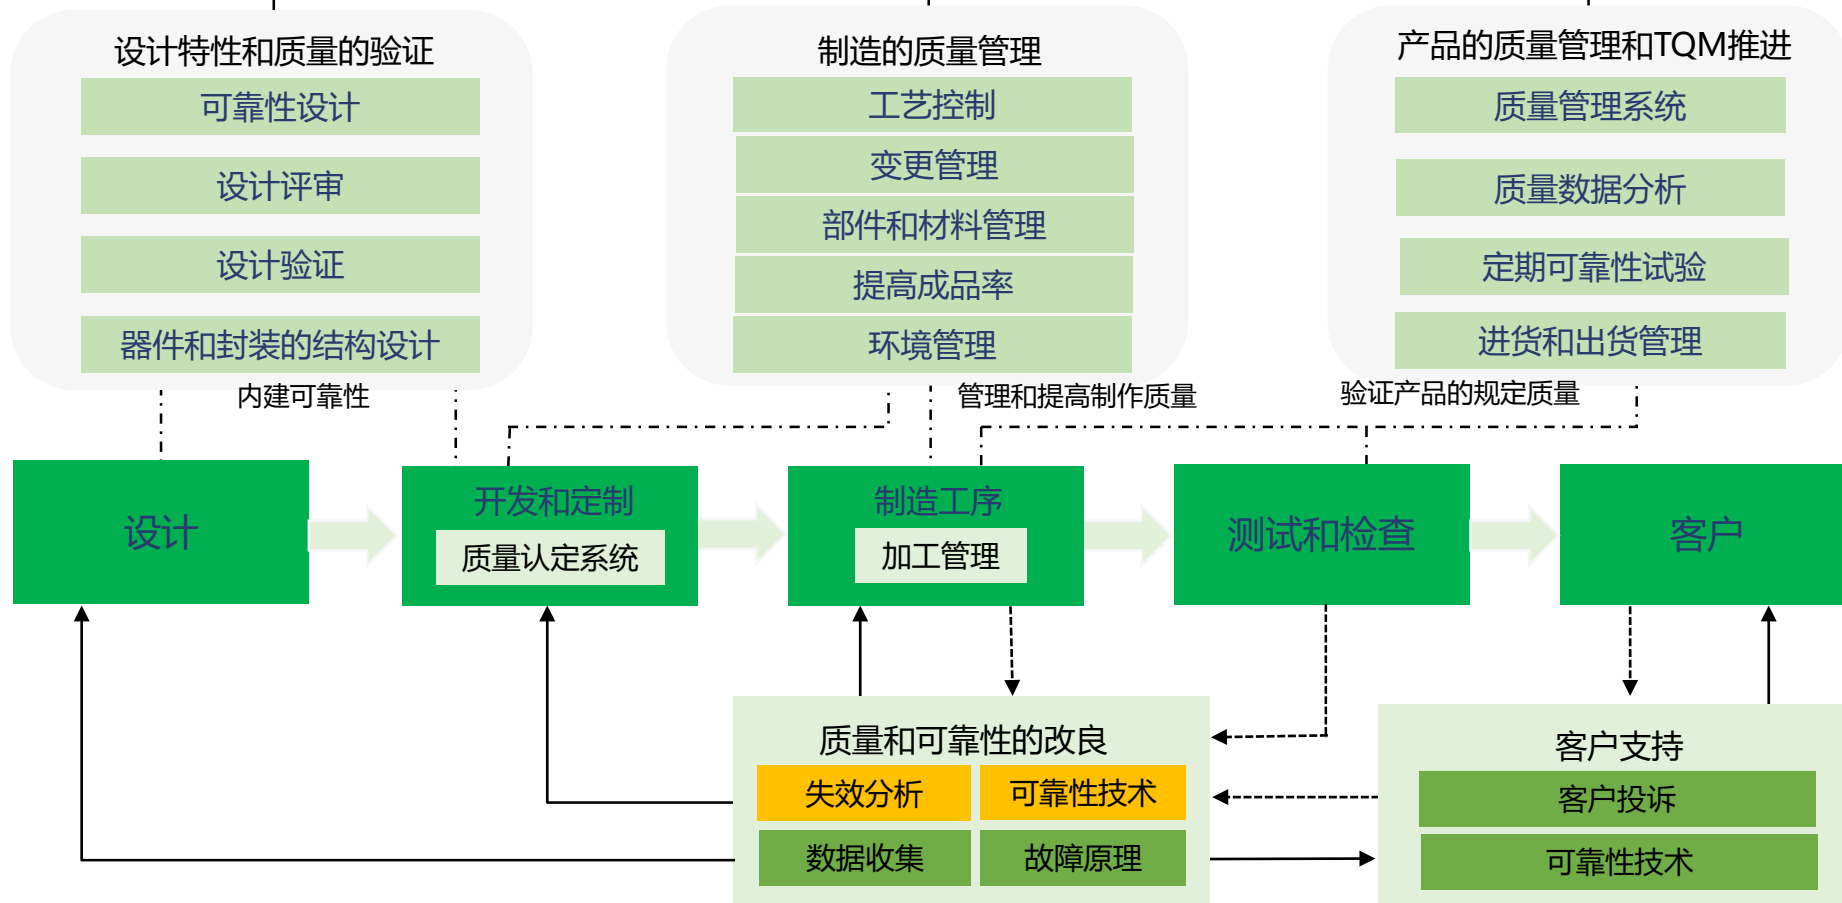 设计特性和质量的验证
可靠性设计
设计评审
设计验证
器件和封装的结构设计
制造的质量管理
工艺控制
变更管理
部件和材料管理
提高成品率
环境管理
产品的质量管理和TQM推进
质量管理系统
质量数据分析
定期可靠性试验
进货和出货管理
内建可靠性
管理和提高制作质量
验证产品的规定质量
设计
开发和定制
质量认定系统
制造工序
加工管理
测试和检查
客户
质量和可靠性的改良
失效分析
可靠性技术
数据收集
故障原理
客户支持
客户投诉
可靠性技术